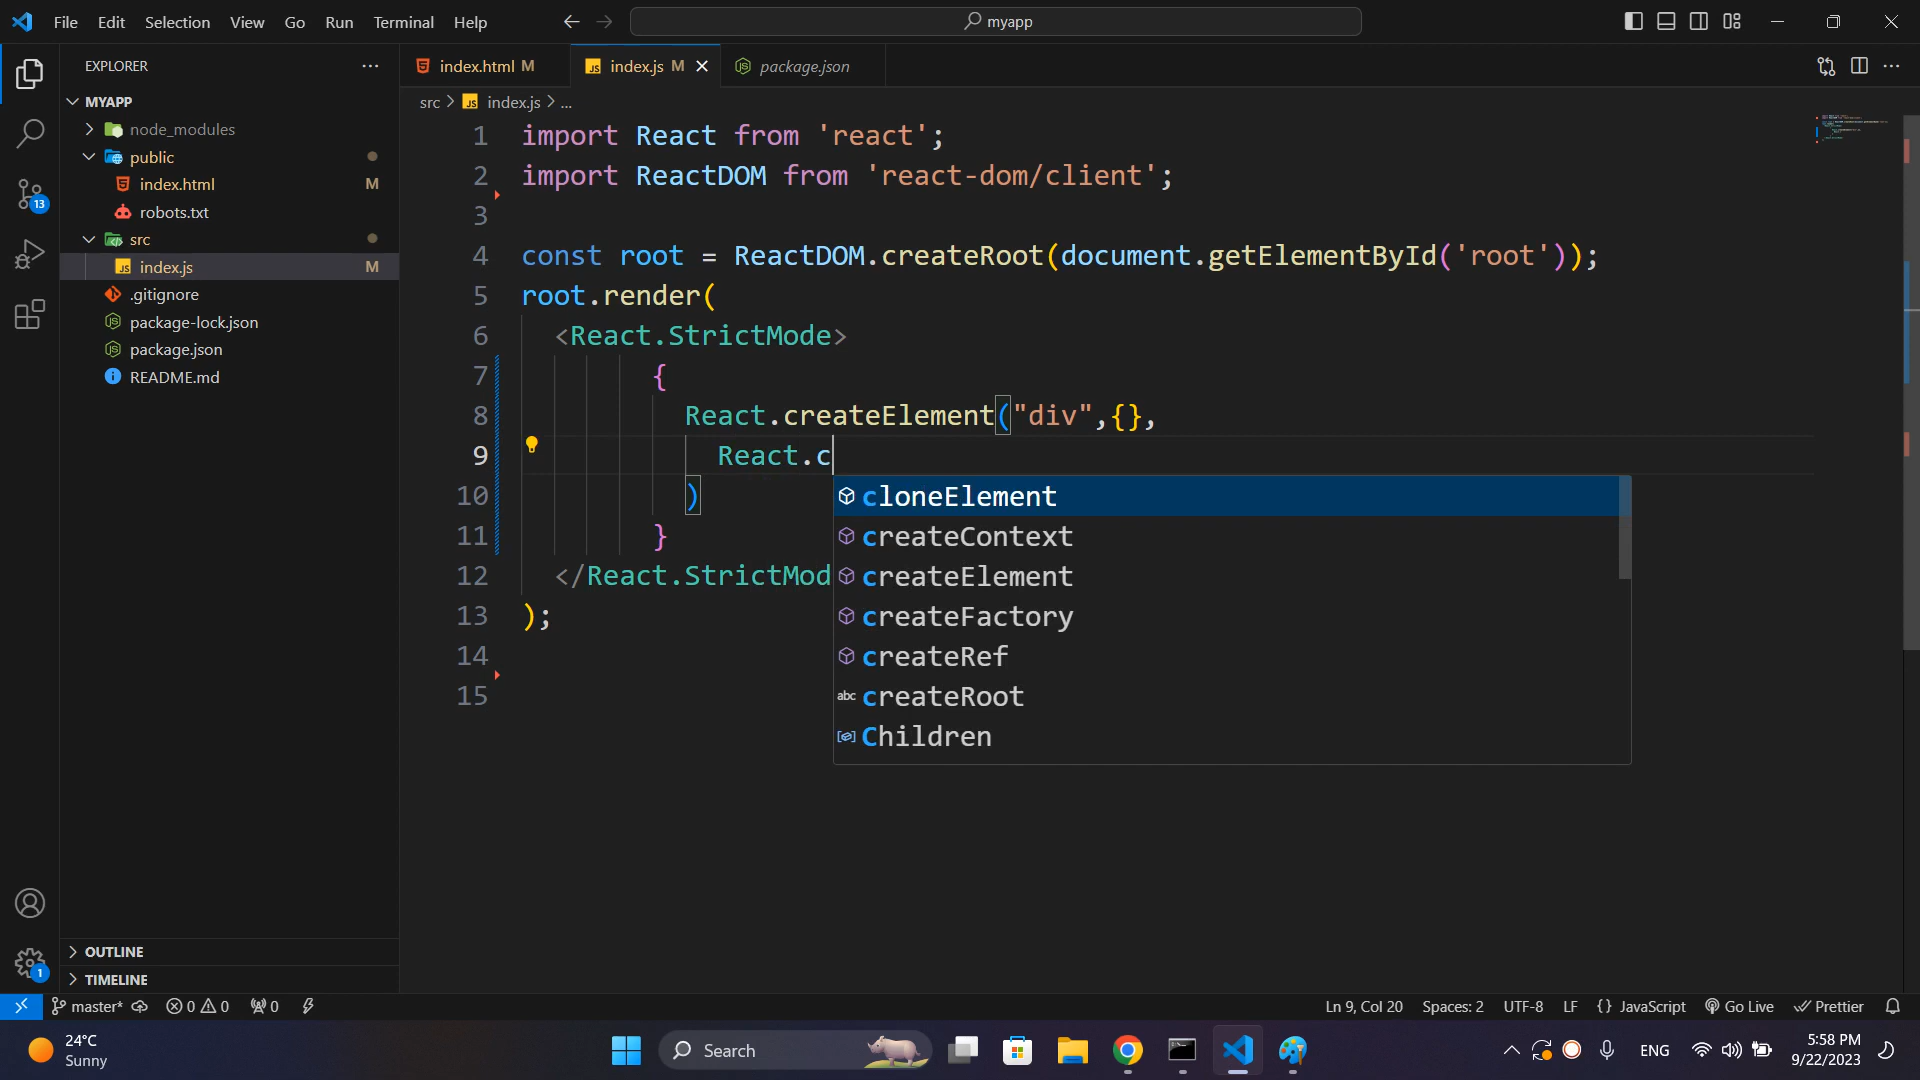 File Edit Selection View Go Run Terminal Help
myapp
EXPLORER
MYAPP
node_modules
public
index.html M
robots.txt
src
index.js M
.gitignore
package-lock.json
package.json
README.md
OUTLINE
TIMELINE
13
1
index.html M
index.js M
package.json
src > index.js > ...
1 import React from 'react';
2 import ReactDOM from 'react-dom/client';
3
4 const root = ReactDOM.createRoot(document.getElementById('root'));
5 root.render(
6 <React.StrictMode>
7 {
8 React.createElement("div",{},
9 React.c
10 )
11 }
12 </React.StrictMod
13 );
14
15
cloneElement
createContext
createElement
createFactory
createRef
abc createRoot
Children
master* 0 0 0
Ln 9, Col 20 Spaces: 2 UTF-8 LF {} JavaScript Go Live Prettier
24°C
Sunny
Search
ENG
5:58 PM
9/22/2023